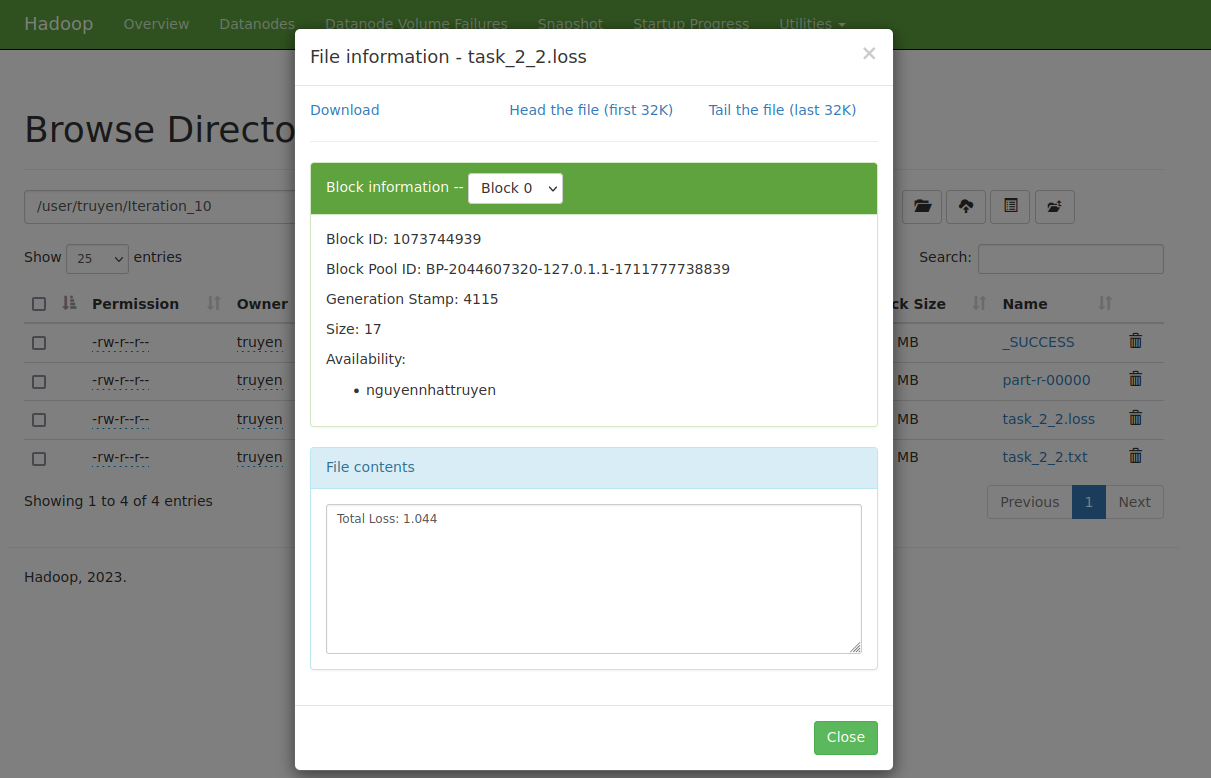 Hadoop Overview Datanodes Datanode Volume Failures Snapshot Startup Progress Utilities
File information - task_2_2.loss ×
Download Head the file (first 32K) Tail the file (last 32K)
Browse Directo
Block information -- Block 0
/user/truyen/Iteration_10
Block ID: 1073744939
Block Pool ID: BP-2044607320-127.0.1.1-1711777738839
Generation Stamp: 4115
Size: 17
Availability:
• nguyennhattruyen
Show 25 entries Search:
Permission Owner ck Size Name
-rw-r--r-- truyen MB _SUCCESS
-rw-r--r-- truyen MB part-r-00000
-rw-r--r-- truyen MB task_2_2.loss
-rw-r--r-- truyen MB task_2_2.txt
Showing 1 to 4 of 4 entries Previous 1 Next
File contents
Total Loss: 1.044
Hadoop, 2023.
Close